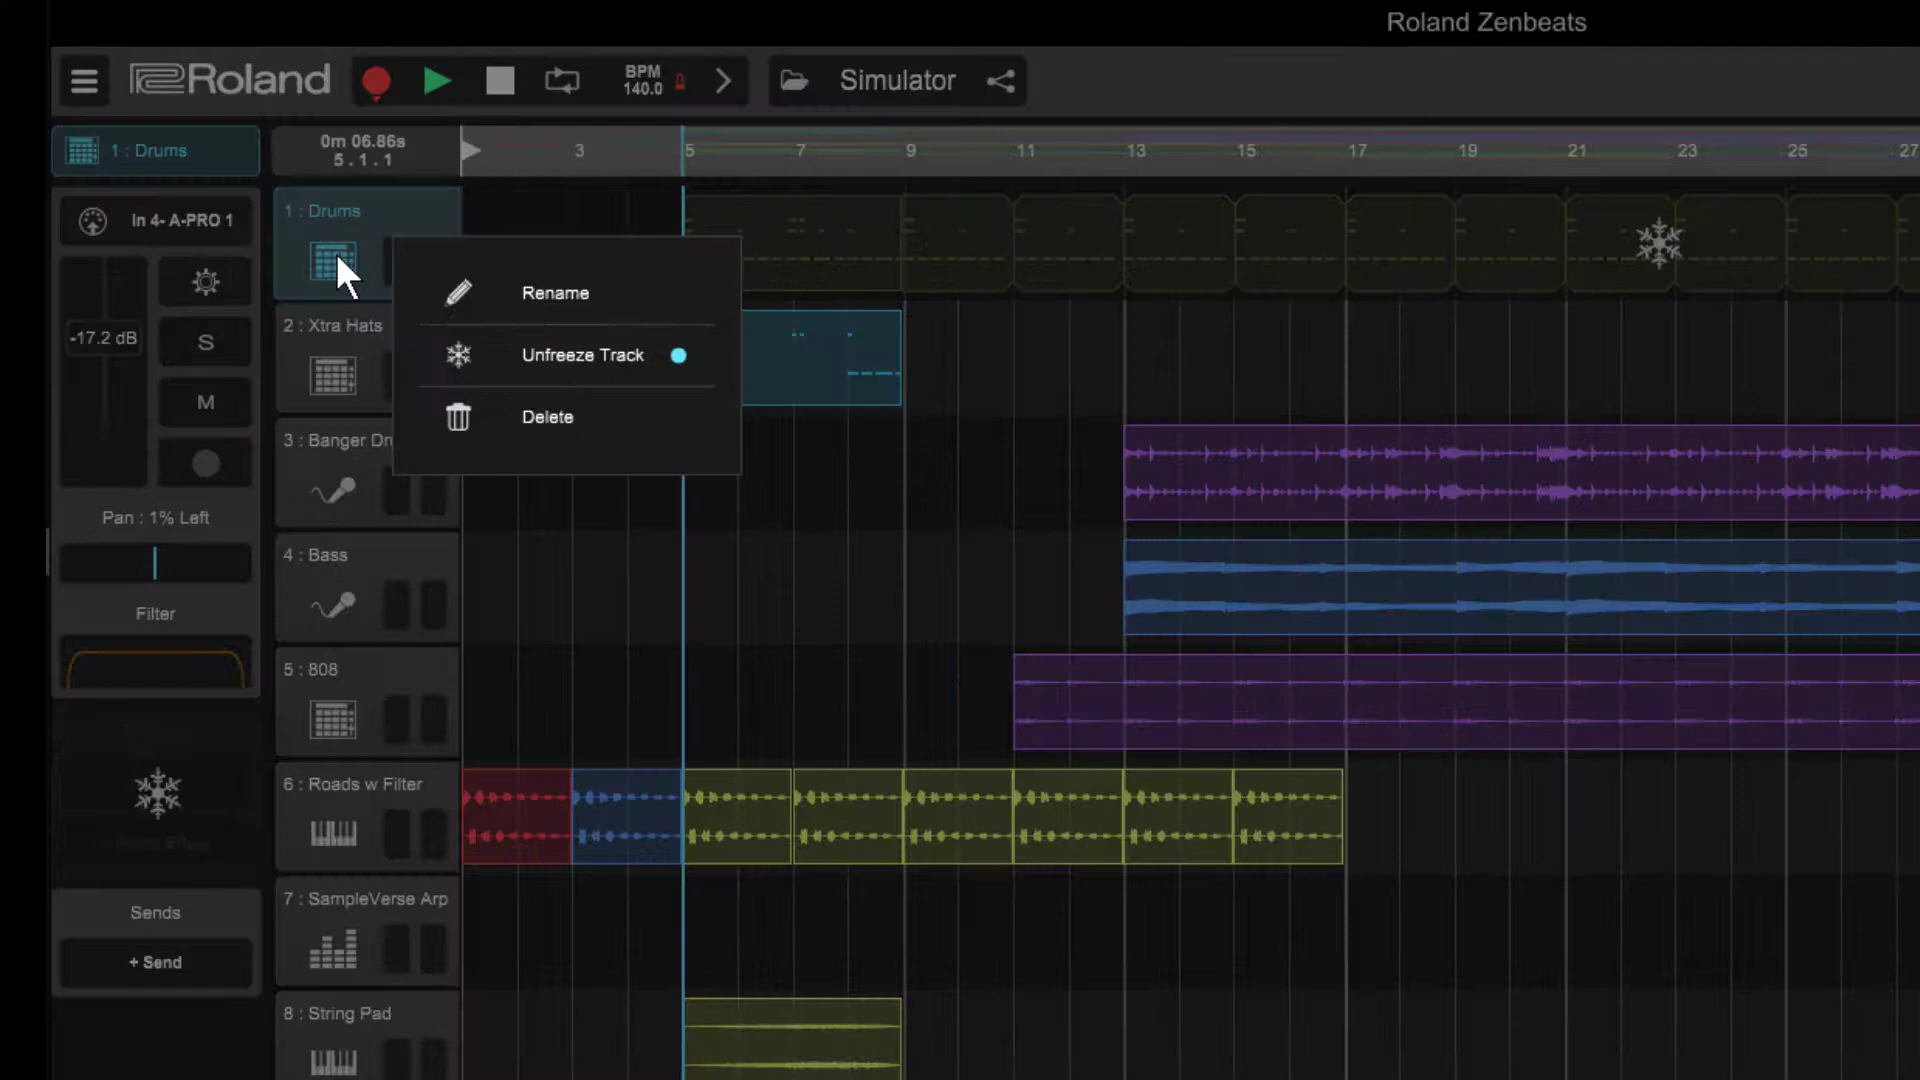 Roland Zenbeats
Roland
BPM
140.0
Simulator
1 : Drums
0m 06.86s
5 . 1 . 1
3
5
7
9
11
13
15
17
19
21
23
25
27
In 4- A-PRO 1
-17.2 dB
S
M
Pan : 1% Left
Filter
Sends
+ Send
1 : Drums
2 : Xtra Hats
3 : Banger Dru
4 : Bass
5 : 808
6 : Roads w Filter
7 : SampleVerse Arp
8 : String Pad
Rename
Unfreeze Track
Delete